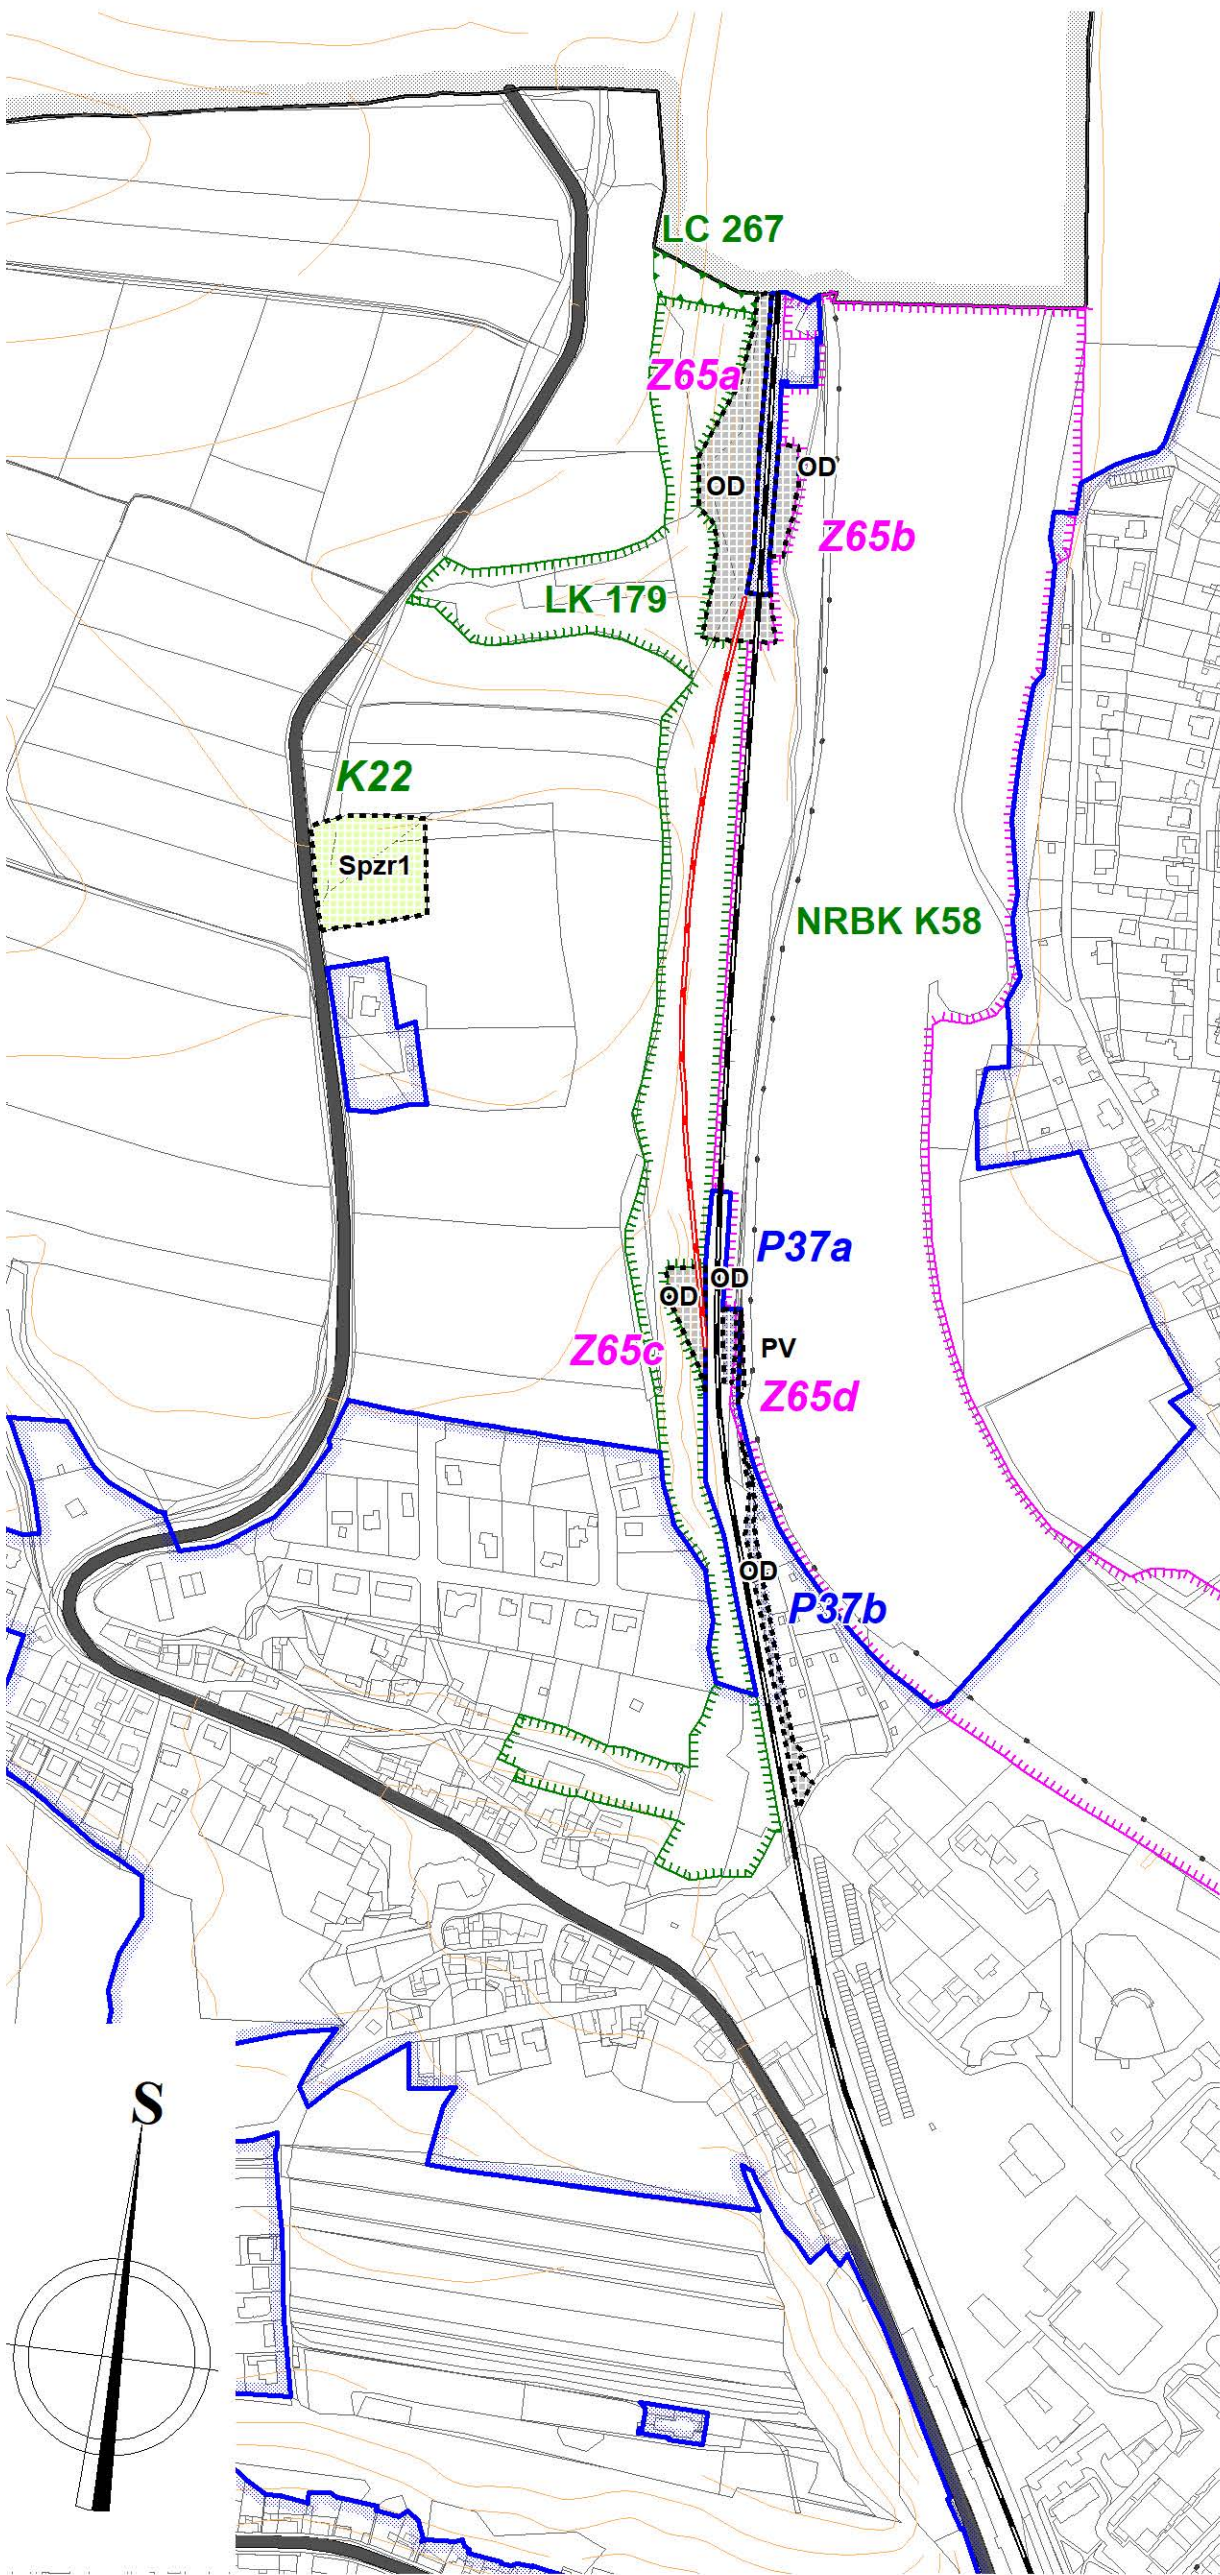 LC 267
Z65a
OD
OD
Z65b
LK 179
K22
Spzr1
NRBK K58
P37a
OD
OD
Z65c
PV
Z65d
OD
P37b
S